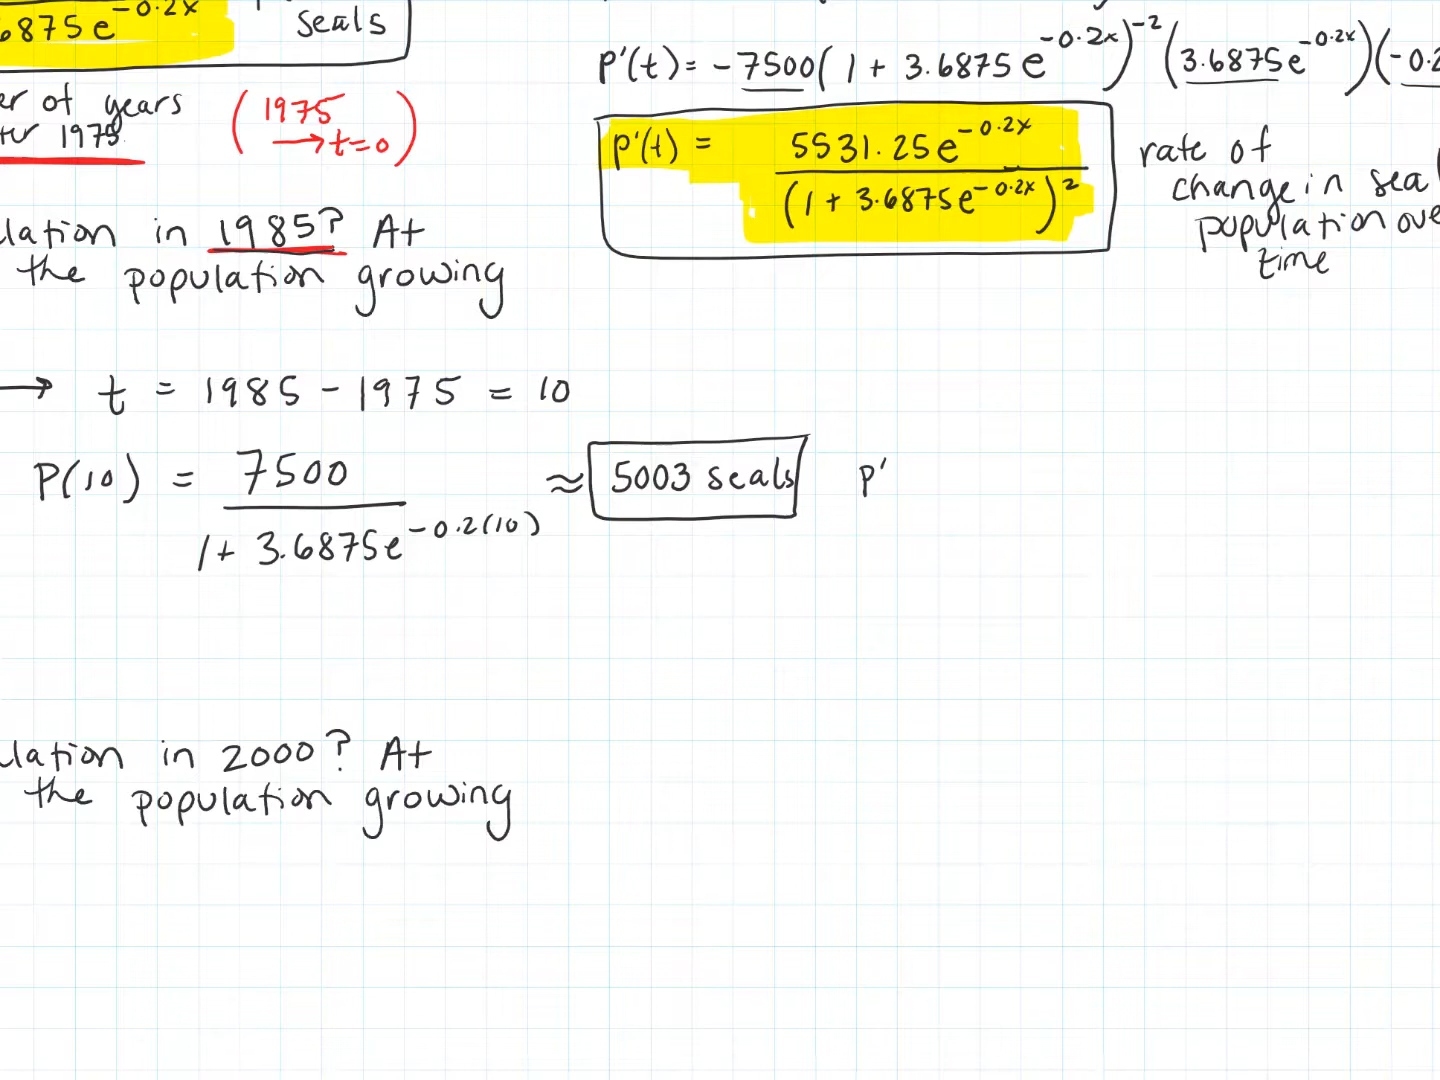 6875e^{-0.2x} seals
er of years
1975
(1975
→ t=0)
lation in 1985? At
the population growing
→ t = 1985 - 1975 = 10
P(10) = 7500 / (1 + 3.6875e^{-0.2(10)}) ≈ 5003 seals P'
lation in 2000? At
the population growing
P'(t) = -7500(1 + 3.6875e^{-0.2x})^{-2}(3.6875e^{-0.2x})(-0.2
P'(t) = 5531.25e^{-0.2x} / (1 + 3.6875e^{-0.2x})^2
rate of
change in sea
population ove
time